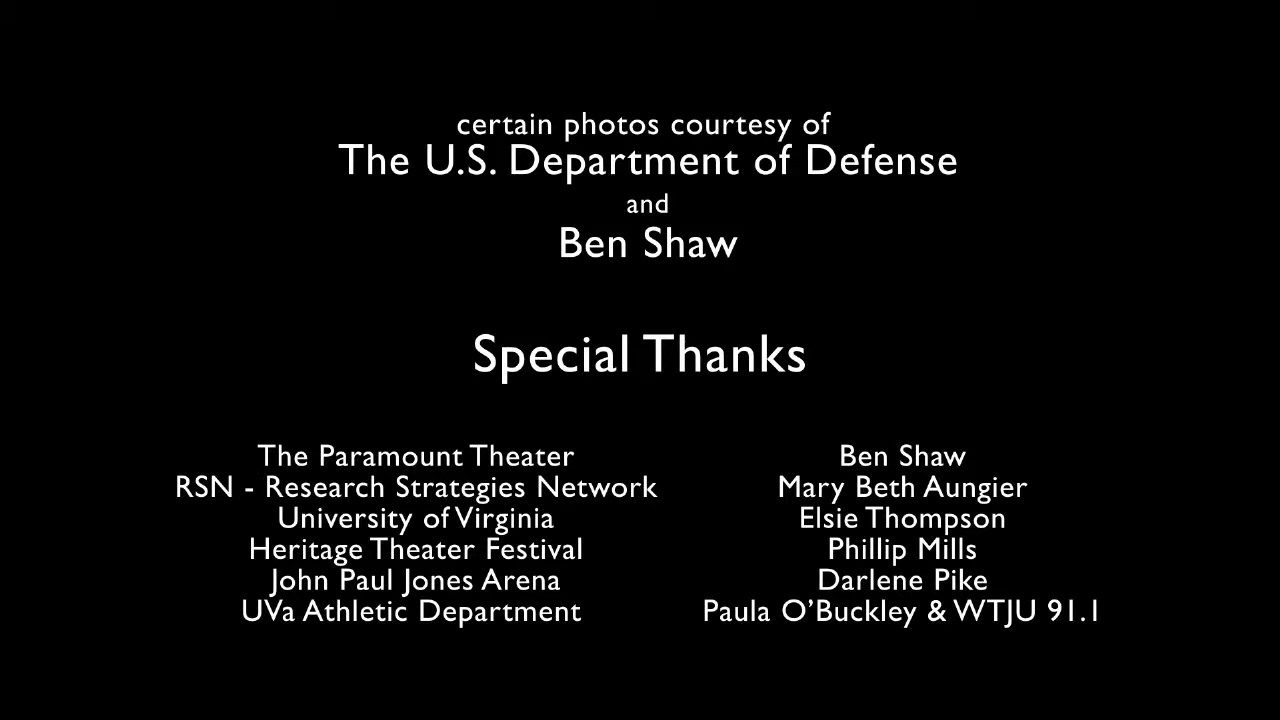 certain photos courtesy of
The U.S. Department of Defense
and
Ben Shaw
Special Thanks
The Paramount Theater
RSN - Research Strategies Network
University of Virginia
Heritage Theater Festival
John Paul Jones Arena
UVa Athletic Department
Ben Shaw
Mary Beth Aungier
Elsie Thompson
Phillip Mills
Darlene Pike
Paula O’Buckley & WTJU 91.1